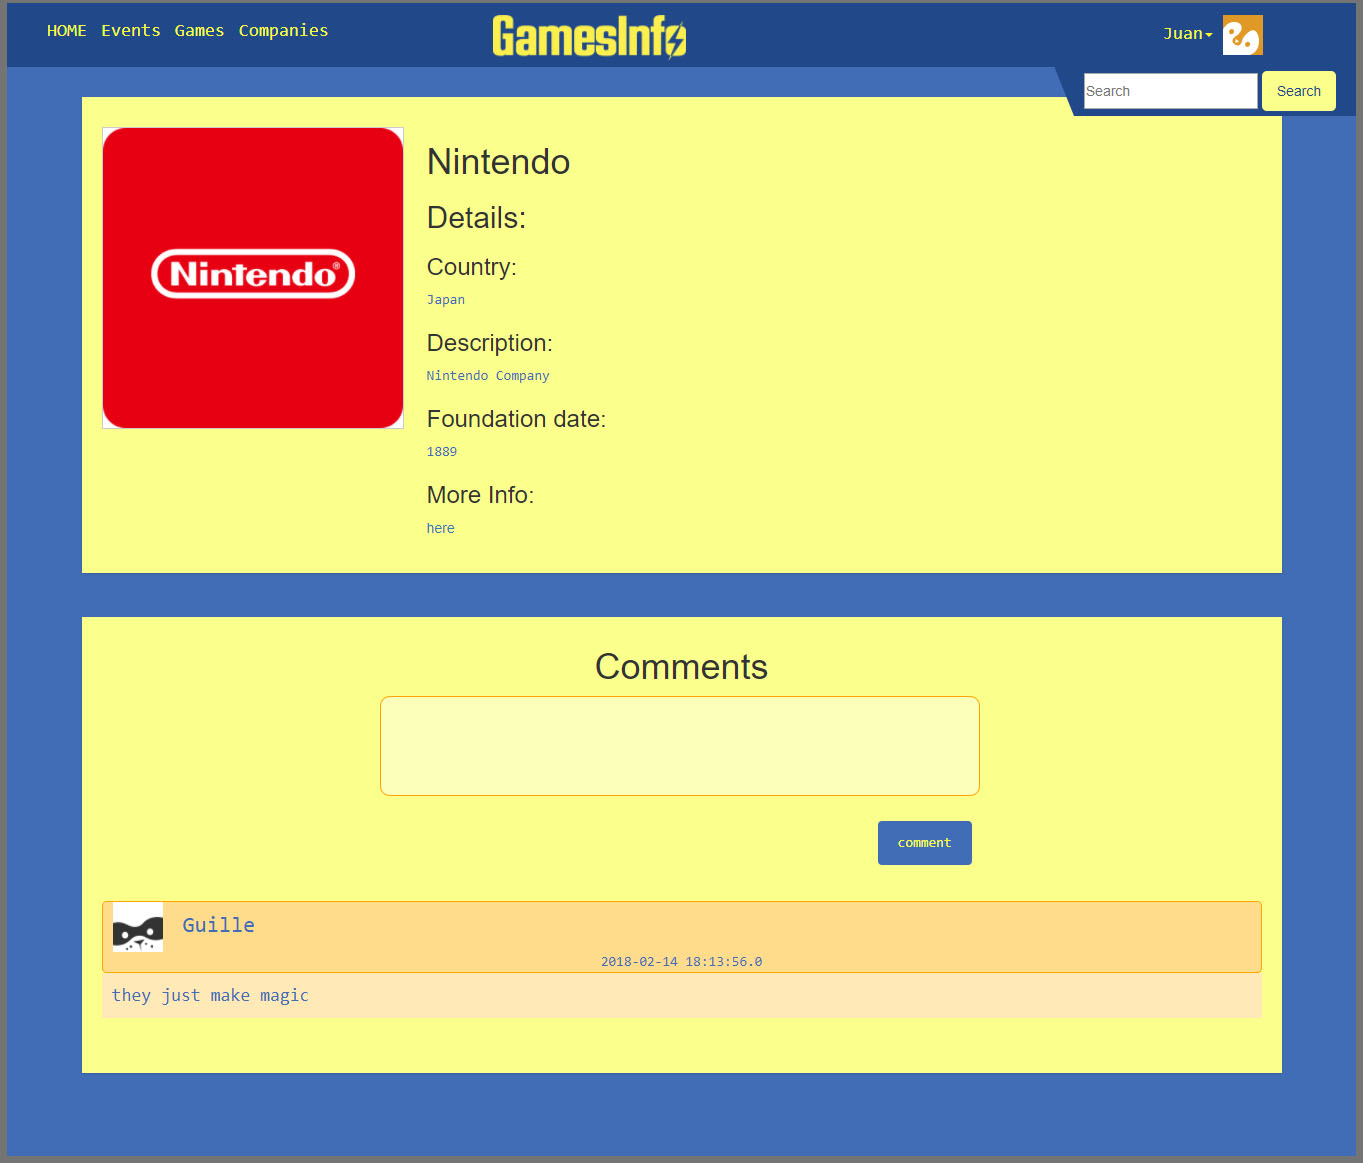 HOME Events Games Companies
GamesInfo
Juan
Search
Search
Nintendo®
Nintendo
Details:
Country:
Japan
Description:
Nintendo Company
Foundation date:
1889
More Info:
here
Comments
comment
Guille
2018-02-14 18:13:56.0
they just make magic